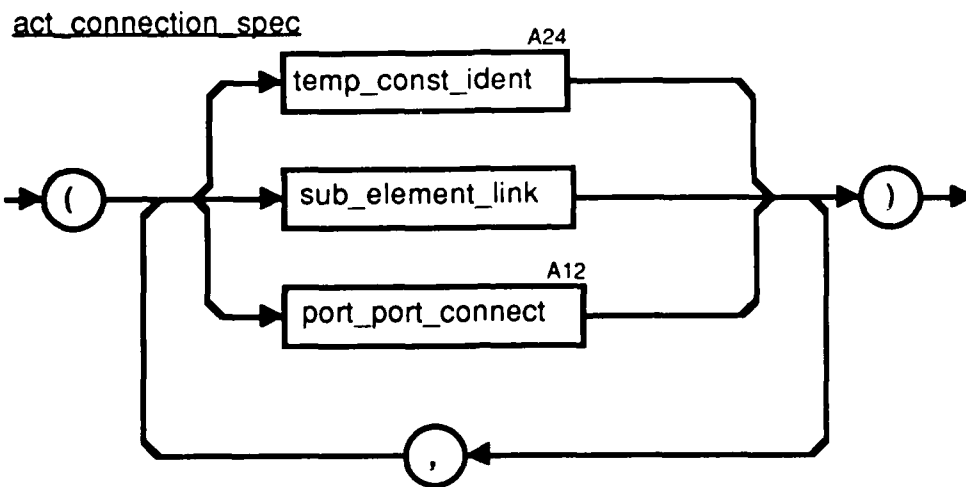 act_connection_spec
A24
temp_const_ident
( sub_element_link )
A12
port_port_connect
,